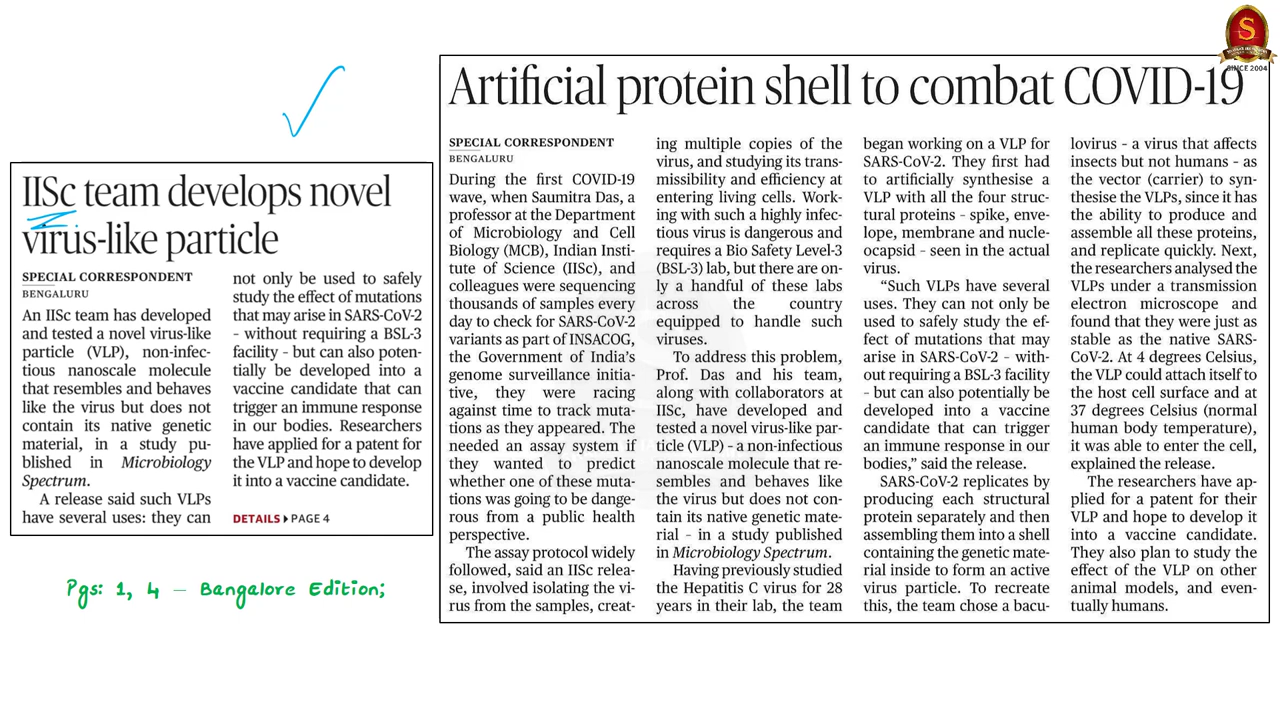 IISc team develops novel
virus-like particle
SPECIAL CORRESPONDENT
BENGALURU
An IISc team has developed
and tested a novel virus-like
particle (VLP), non-infec-
tious nanoscale molecule
that resembles and behaves
like the virus but does not
contain its native genetic
material, in a study pu-
blished in Microbiology
Spectrum.
A release said such VLPs
have several uses: they can
not only be used to safely
study the effect of mutations
that may arise in SARS-CoV-2
- without requiring a BSL-3
facility - but can also poten-
tially be developed into a
vaccine candidate that can
trigger an immune response
in our bodies. Researchers
have applied for a patent for
the VLP and hope to develop
it into a vaccine candidate.
DETAILS ▸ PAGE 4
Pgs: 1, 4 - Bangalore Edition;
S
SINCE 2004
Artificial protein shell to combat COVID-19
SPECIAL CORRESPONDENT
BENGALURU
During the first COVID-19
wave, when Saumitra Das, a
professor at the Department
of Microbiology and Cell
Biology (MCB), Indian Insti-
tute of Science (IISc), and
colleagues were sequencing
thousands of samples every
day to check for SARS-CoV-2
variants as part of INSACOG,
the Government of India's
genome surveillance initia-
tive, they were racing
against time to track muta-
tions as they appeared. The
needed an assay system if
they wanted to predict
whether one of these muta-
tions was going to be dange-
rous from a public health
perspective.
The assay protocol widely
followed, said an IISc relea-
se, involved isolating the vi-
rus from the samples, creat-
ing multiple copies of the
virus, and studying its trans-
missibility and efficiency at
entering living cells. Work-
ing with such a highly infec-
tious virus is dangerous and
requires a Bio Safety Level-3
(BSL-3) lab, but there are on-
ly a handful of these labs
across the country
equipped to handle such
viruses.
To address this problem,
Prof. Das and his team,
along with collaborators at
IISc, have developed and
tested a novel virus-like par-
ticle (VLP) - a non-infectious
nanoscale molecule that re-
sembles and behaves like
the virus but does not con-
tain its native genetic mate-
rial - in a study published
in Microbiology Spectrum.
Having previously studied
the Hepatitis C virus for 28
years in their lab, the team
began working on a VLP for
SARS-CoV-2. They first had
to artificially synthesise a
VLP with all the four struc-
tural proteins - spike, enve-
lope, membrane and nucle-
ocapsid - seen in the actual
virus.
"Such VLPs have several
uses. They can not only be
used to safely study the ef-
fect of mutations that may
arise in SARS-CoV-2 - with-
out requiring a BSL-3 facility
- but can also potentially be
developed into a vaccine
candidate that can trigger
an immune response in our
bodies," said the release.
SARS-CoV-2 replicates by
producing each structural
protein separately and then
assembling them into a shell
containing the genetic mate-
rial inside to form an active
virus particle. To recreate
this, the team chose a bacu-
lovirus - a virus that affects
insects but not humans - as
the vector (carrier) to syn-
thesise the VLPs, since it has
the ability to produce and
assemble all these proteins,
and replicate quickly. Next,
the researchers analysed the
VLPs under a transmission
electron microscope and
found that they were just as
stable as the native SARS-
CoV-2. At 4 degrees Celsius,
the VLP could attach itself to
the host cell surface and at
37 degrees Celsius (normal
human body temperature),
it was able to enter the cell,
explained the release.
The researchers have ap-
plied for a patent for their
VLP and hope to develop it
into a vaccine candidate.
They also plan to study the
effect of the VLP on other
animal models, and even-
tually humans.